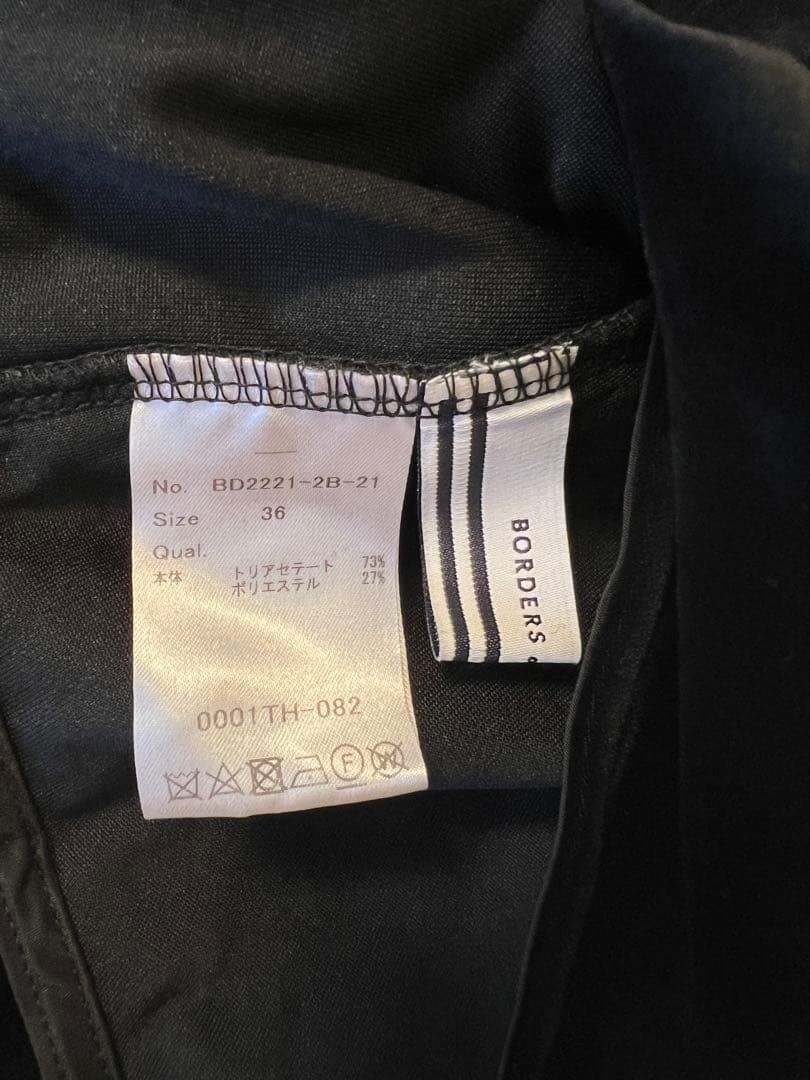 No. BD2221-2B-21
Size 36
Qual.
本体 トリアセテート 73%
ポリエステル 27%
0001TH-082
F W
BORDERS